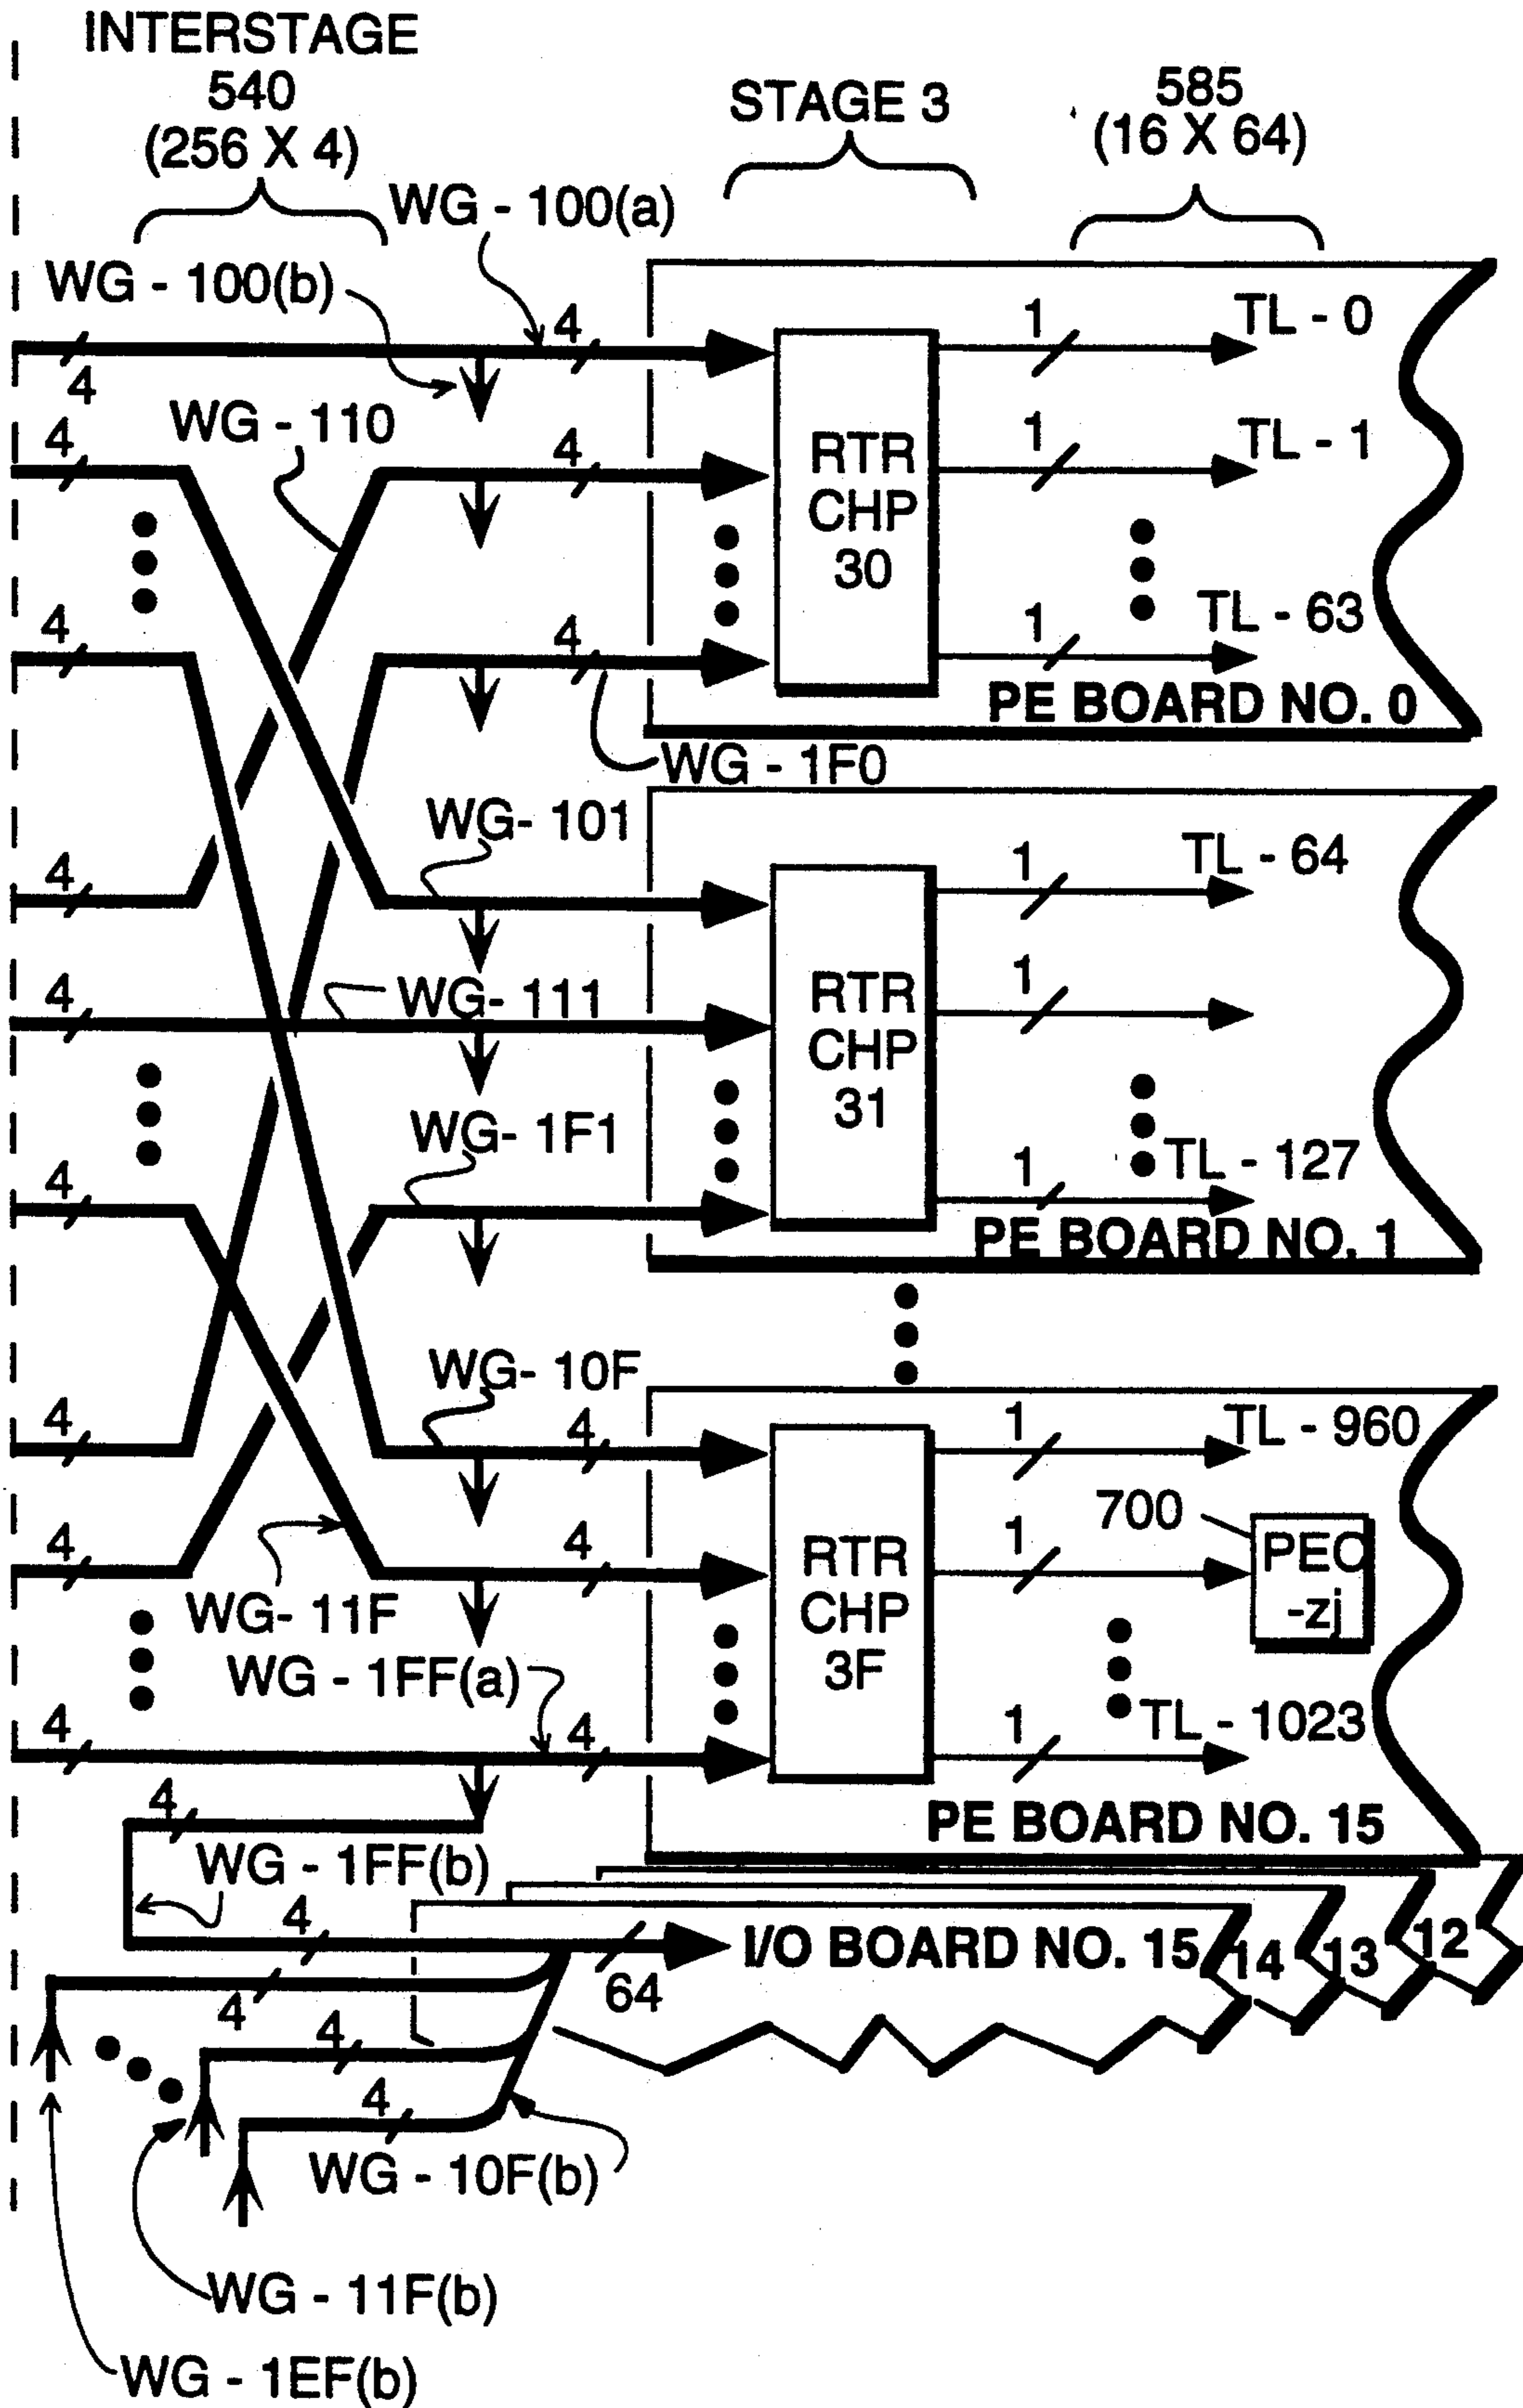 INTERSTAGE
540
(256 X 4)
STAGE 3
585
(16 X 64)
WG - 100(a)
WG - 100(b)
4
4
1
TL - 0
WG - 110
4
4
1
TL - 1
RTR
CHP
30
4
4
1
TL - 63
PE BOARD NO. 0
WG - 1F0
WG- 101
4
1
TL - 64
WG- 111
4
1
RTR
CHP
31
WG- 1F1
4
1
TL - 127
PE BOARD NO. 1
WG- 10F
4
4
1
TL - 960
700
PEO
-zj
4
4
1
RTR
CHP
3F
WG- 11F
WG - 1FF(a)
4
4
1
TL - 1023
PE BOARD NO. 15
4
WG - 1FF(b)
4
64
I/O BOARD NO. 15
14
13
12
4
4
4
WG - 10F(b)
WG - 11F(b)
WG - 1EF(b)